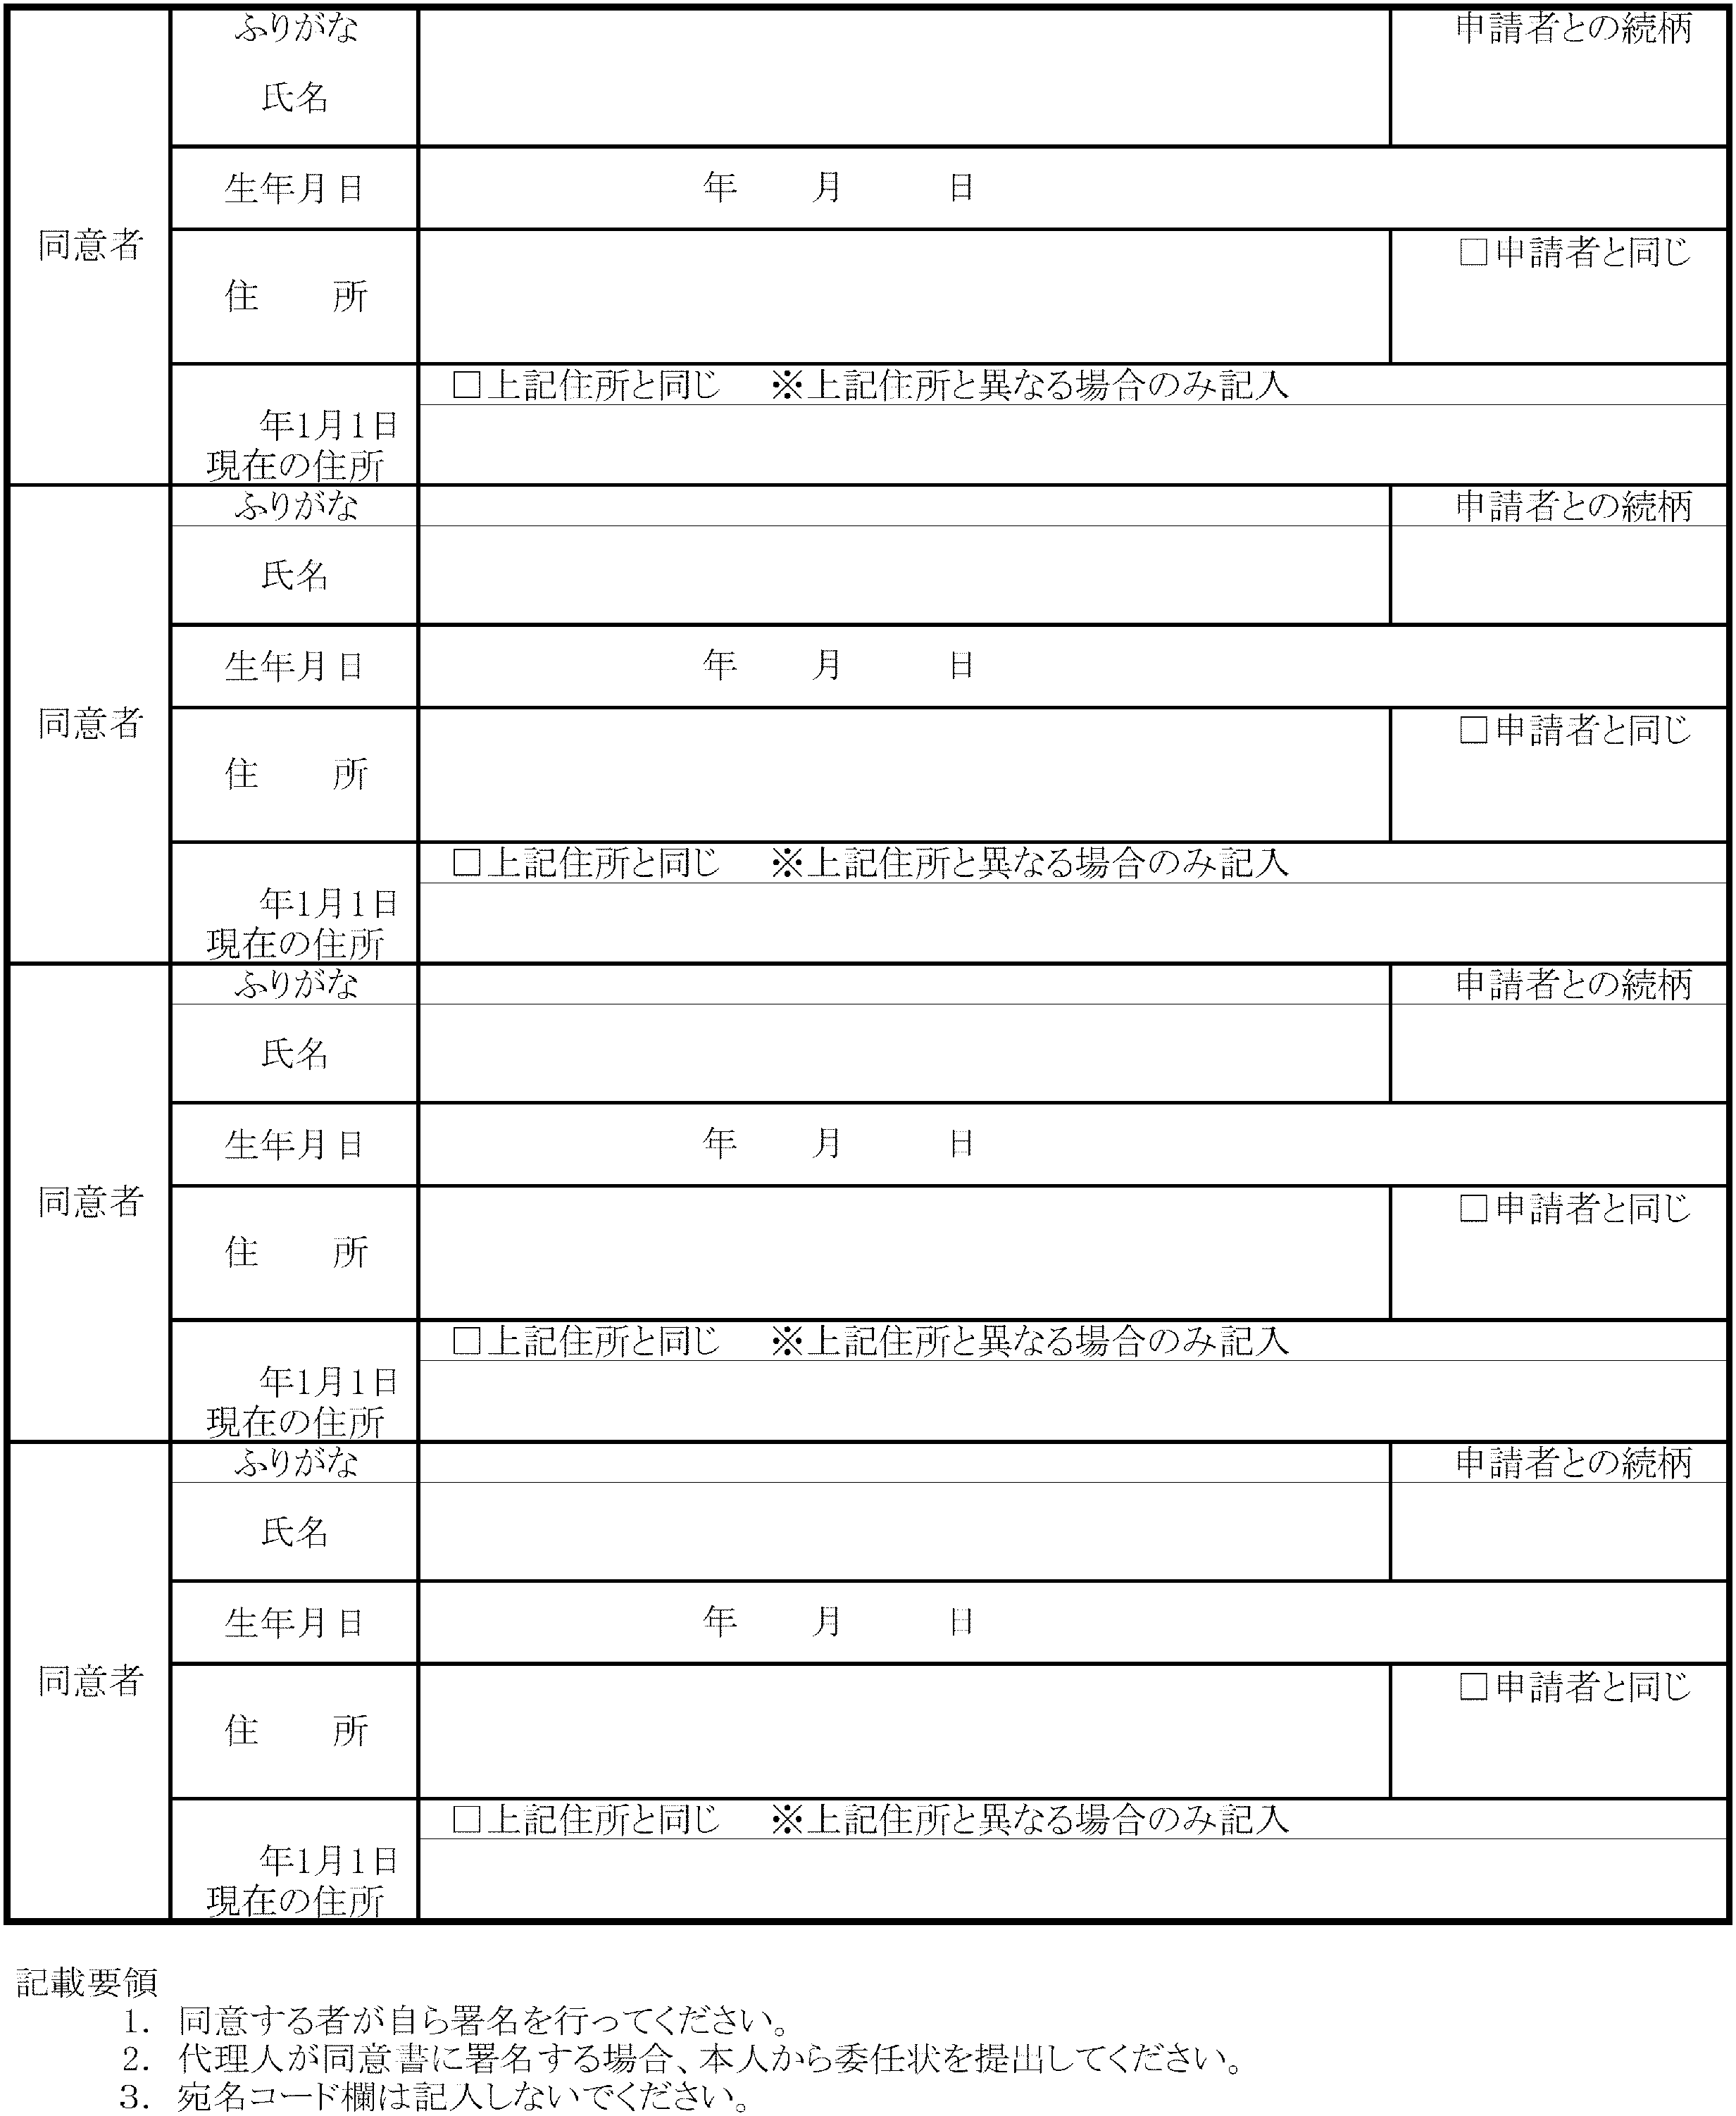 ふりがな 申請者との続柄
氏名
生年月日 年 月 日
同意者
□申請者と同じ
住 所
□上記住所と同じ ※上記住所と異なる場合のみ記入
年1月1日
現在の住所
ふりがな 申請者との続柄
氏名
生年月日 年 月 日
同意者
□申請者と同じ
住 所
□上記住所と同じ ※上記住所と異なる場合のみ記入
年1月1日
現在の住所
ふりがな 申請者との続柄
氏名
生年月日 年 月 日
同意者
□申請者と同じ
住 所
□上記住所と同じ ※上記住所と異なる場合のみ記入
年1月1日
現在の住所
ふりがな 申請者との続柄
氏名
生年月日 年 月 日
同意者
□申請者と同じ
住 所
□上記住所と同じ ※上記住所と異なる場合のみ記入
年1月1日
現在の住所
記載要領
1. 同意する者が自ら署名を行ってください。
2. 代理人が同意書に署名する場合、本人から委任状を提出してください。
3. 宛名コード欄は記入しないでください。